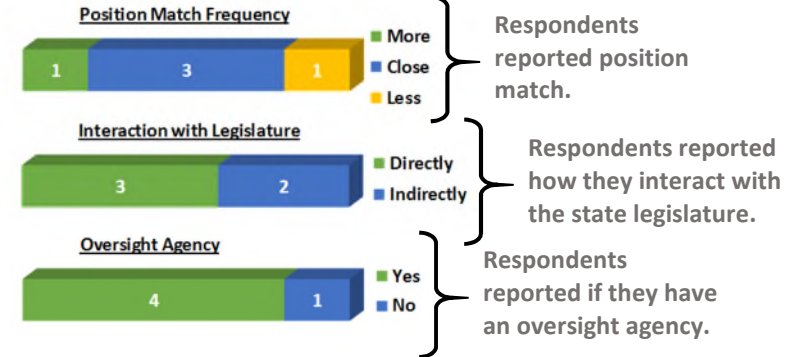 Position Match Frequency
1 3 1
More
Close
Less
Respondents
reported position
match.
Interaction with Legislature
3 2
Directly
Indirectly
Respondents reported
how they interact with
the state legislature.
Oversight Agency
4 1
Yes
No
Respondents
reported if they have
an oversight agency.